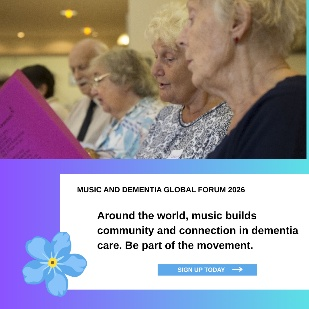 MUSIC AND DEMENTIA GLOBAL FORUM 2026
Around the world, music builds
community and connection in dementia
care. Be part of the movement.
SIGN UP TODAY